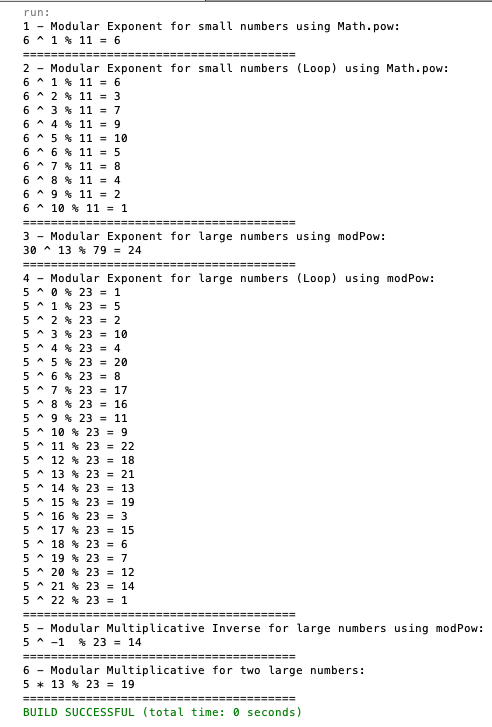 run:
1 - Modular Exponent for small numbers using Math.pow:
6 ^ 1 % 11 = 6
=======================================
2 - Modular Exponent for small numbers (Loop) using Math.pow:
6 ^ 1 % 11 = 6
6 ^ 2 % 11 = 3
6 ^ 3 % 11 = 7
6 ^ 4 % 11 = 9
6 ^ 5 % 11 = 10
6 ^ 6 % 11 = 5
6 ^ 7 % 11 = 8
6 ^ 8 % 11 = 4
6 ^ 9 % 11 = 2
6 ^ 10 % 11 = 1
=======================================
3 - Modular Exponent for large numbers using modPow:
30 ^ 13 % 79 = 24
=======================================
4 - Modular Exponent for large numbers (Loop) using modPow:
5 ^ 0 % 23 = 1
5 ^ 1 % 23 = 5
5 ^ 2 % 23 = 2
5 ^ 3 % 23 = 10
5 ^ 4 % 23 = 4
5 ^ 5 % 23 = 20
5 ^ 6 % 23 = 8
5 ^ 7 % 23 = 17
5 ^ 8 % 23 = 16
5 ^ 9 % 23 = 11
5 ^ 10 % 23 = 9
5 ^ 11 % 23 = 22
5 ^ 12 % 23 = 18
5 ^ 13 % 23 = 21
5 ^ 14 % 23 = 13
5 ^ 15 % 23 = 19
5 ^ 16 % 23 = 3
5 ^ 17 % 23 = 15
5 ^ 18 % 23 = 6
5 ^ 19 % 23 = 7
5 ^ 20 % 23 = 12
5 ^ 21 % 23 = 14
5 ^ 22 % 23 = 1
=======================================
5 - Modular Multiplicative Inverse for large numbers using modPow:
5 ^ -1  % 23 = 14
=======================================
6 - Modular Multiplicative for two large numbers:
5 * 13 % 23 = 19
=======================================
BUILD SUCCESSFUL (total time: 0 seconds)